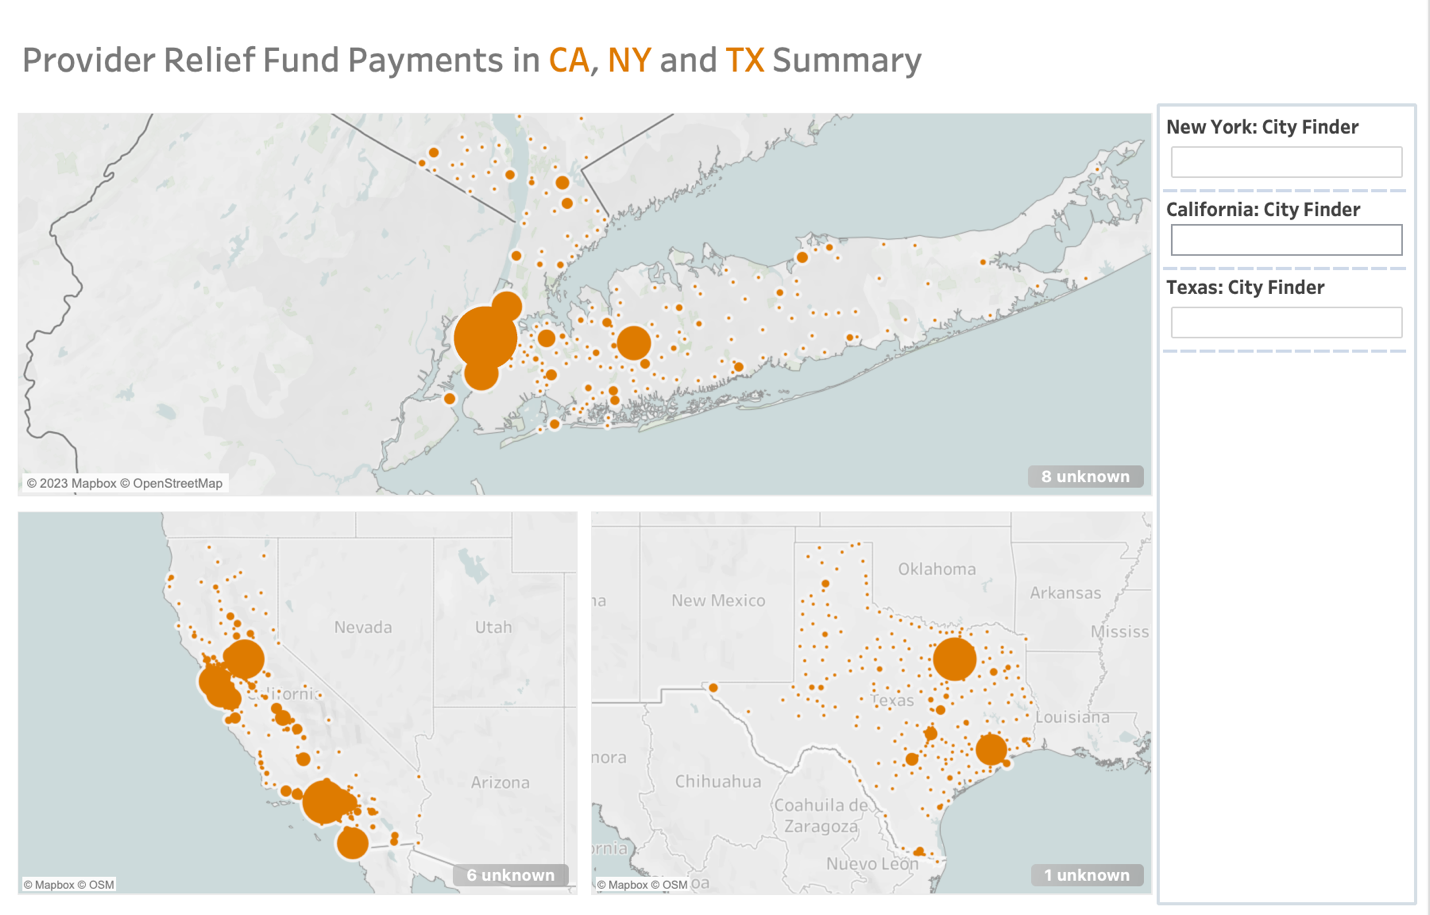 Provider Relief Fund Payments in CA, NY and TX Summary
© 2023 Mapbox © OpenStreetMap
8 unknown
New York: City Finder
California: City Finder
Texas: City Finder
Nevada
Utah
Arizona
© Mapbox © OSM
6 unknown
Oklahoma
New Mexico
Arkansas
Mississ
Texas
Louisiana
Chihuahua
Coahuila de
Zaragoza
Nuevo León
© Mapbox © OSM
1 unknown